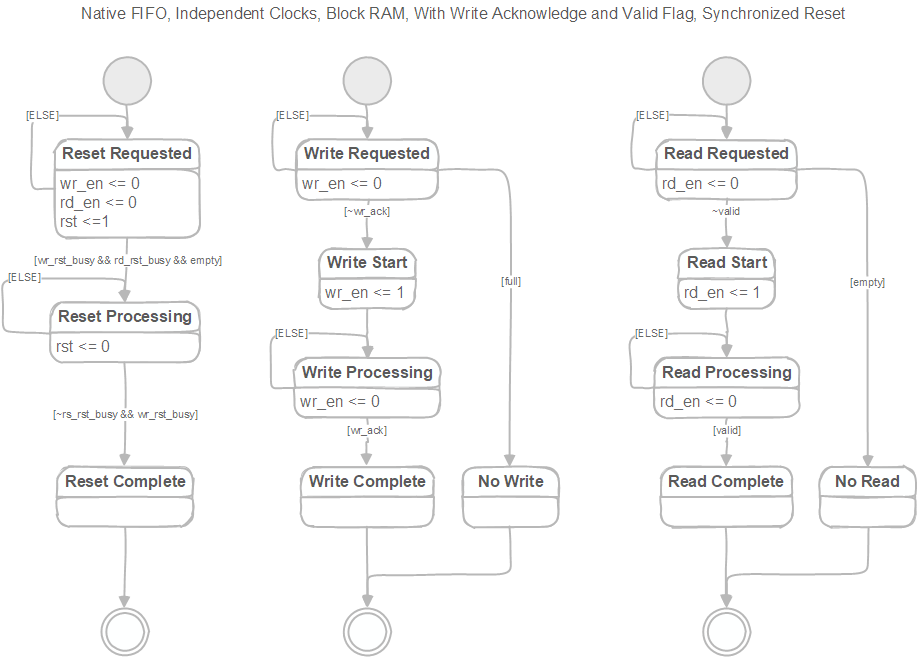 Native FIFO, Independent Clocks, Block RAM, With Write Acknowledge and Valid Flag, Synchronized Reset
[ELSE]
Reset Requested
wr_en <= 0
rd_en <= 0
rst <=1
[wr_rst_busy && rd_rst_busy && empty]
[ELSE]
Reset Processing
rst <= 0
[~rs_rst_busy && wr_rst_busy]
Reset Complete
[ELSE]
Write Requested
wr_en <= 0
[~wr_ack]
Write Start
wr_en <= 1
[full]
[ELSE]
Write Processing
wr_en <= 0
[wr_ack]
Write Complete
No Write
[ELSE]
Read Requested
rd_en <= 0
~valid
Read Start
rd_en <= 1
[empty]
[ELSE]
Read Processing
rd_en <= 0
[valid]
Read Complete
No Read